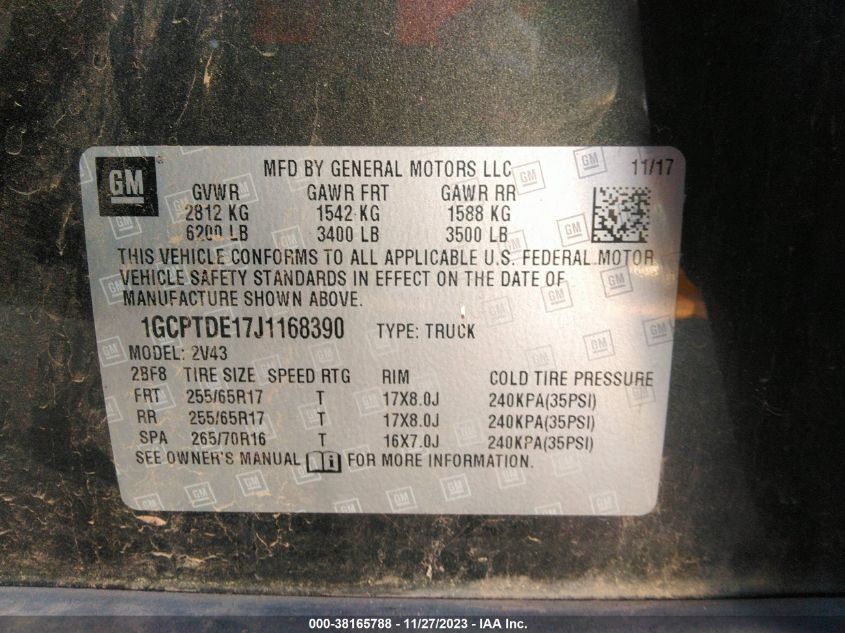 GM MFD BY GENERAL MOTORS LLC 11/17
GVWR GAWR FRT GAWR RR
2812 KG 1542 KG 1588 KG
6200 LB 3400 LB 3500 LB
THIS VEHICLE CONFORMS TO ALL APPLICABLE U.S. FEDERAL MOTOR
VEHICLE SAFETY STANDARDS IN EFFECT ON THE DATE OF
MANUFACTURE SHOWN ABOVE.
1GCPTDE17J1168390 TYPE: TRUCK
MODEL: 2V43
2BF8 TIRE SIZE SPEED RTG RIM COLD TIRE PRESSURE
FRT 255/65R17 T 17X8.0J 240KPA(35PSI)
RR 255/65R17 T 17X8.0J 240KPA(35PSI)
SPA 265/70R16 T 16X7.0J 240KPA(35PSI)
SEE OWNER'S MANUAL FOR MORE INFORMATION.
000-38165788 - 11/27/2023 - IAA Inc.